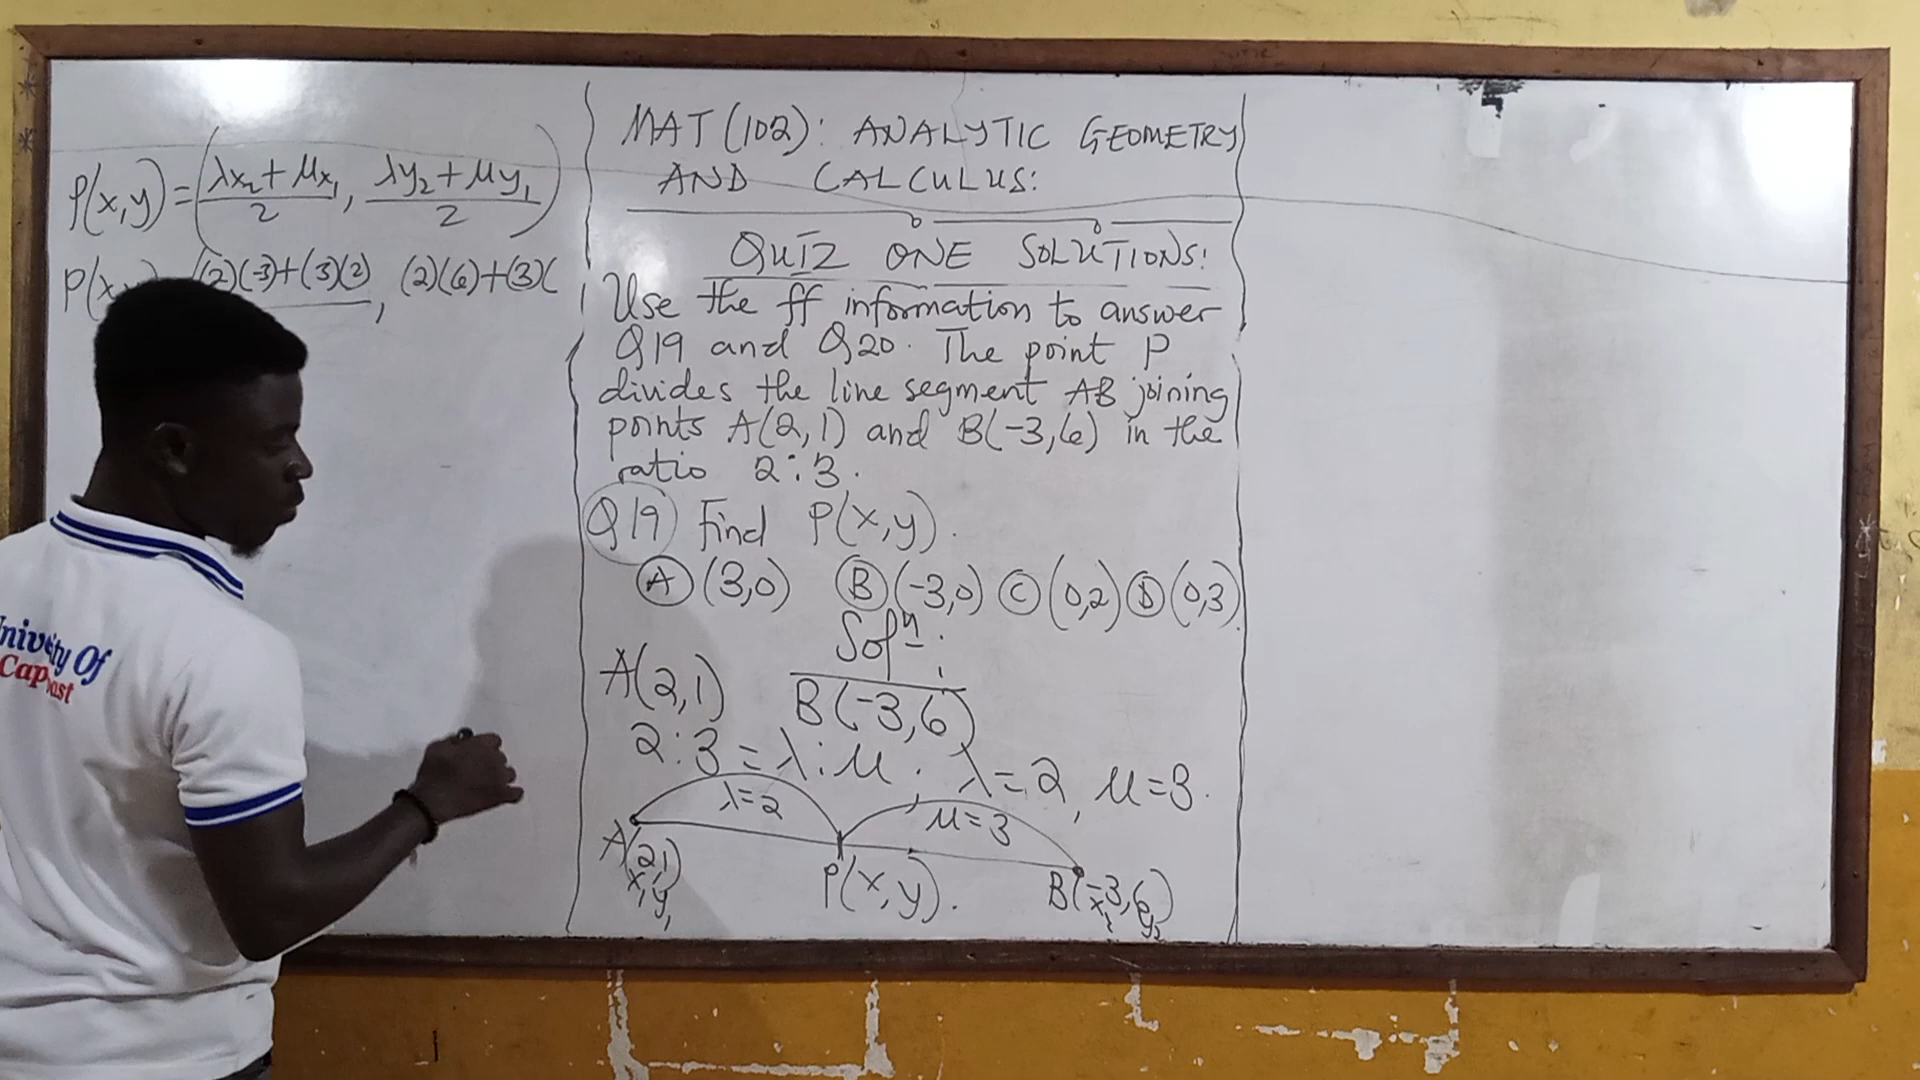 P(x,y) = (λx₂ + μx₁ / 2 , λy₂ + μy₁ / 2)
(2)(-3)+(3)(2) , (2)(6)+(3)(
MAT(102): ANALYTIC GEOMETRY
AND CALCULUS:
QUIZ ONE SOLUTIONS:
Use the ff information to answer
Q19 and Q20. The point P
divides the line segment AB joining
points A(2,1) and B(-3,6) in the
ratio 2:3.
Q19 Find P(x,y).
A (3,0) B (-3,0) C (0,2) D (0,3).
Solⁿ:
A(2,1) B(-3,6)
2:3 = λ:μ ; λ=2, μ=3.
λ=2 μ=3
A(2,1) P(x,y). B(-3,6)
x₁ y₁ x₂ y₂
University Of
Cap ast